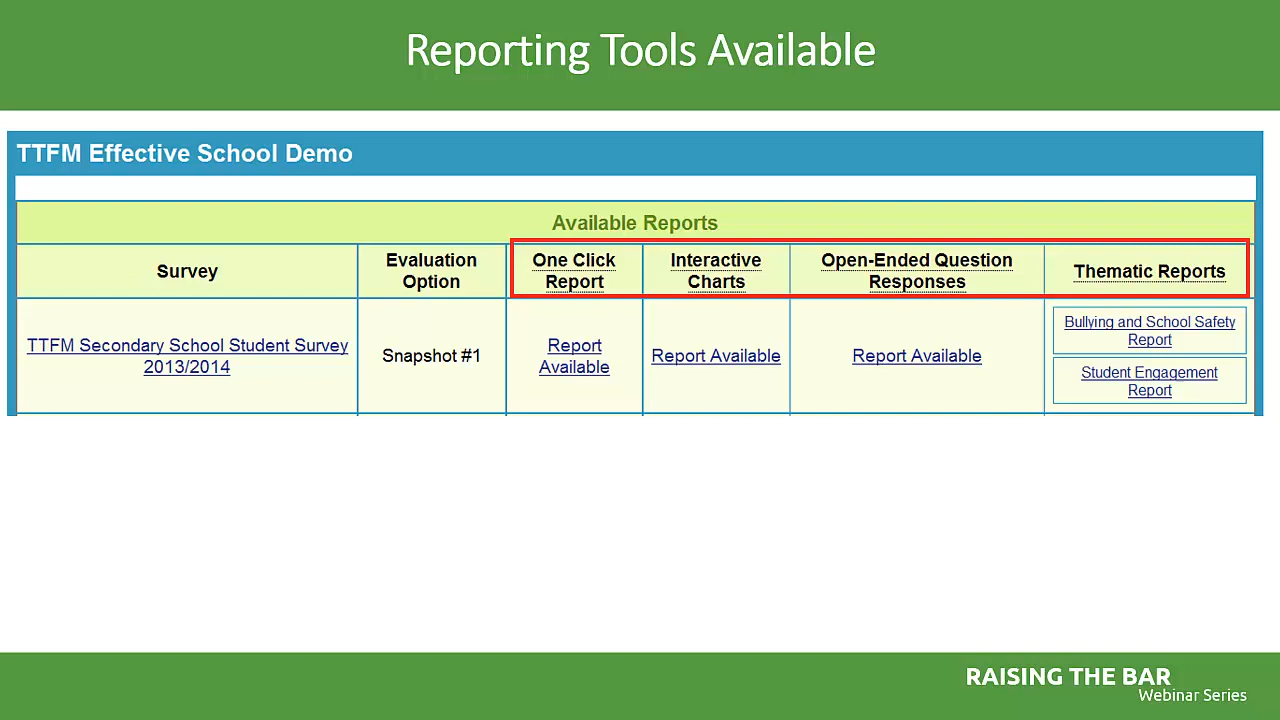 Reporting Tools Available
TTFM Effective School Demo
Available Reports
Survey
Evaluation
Option
One Click
Report
Interactive
Charts
Open-Ended Question
Responses
Thematic Reports
TTFM Secondary School Student Survey
2013/2014
Snapshot #1
Report
Available
Report Available
Report Available
Bullying and School Safety
Report
Student Engagement
Report
RAISING THE BAR
Webinar Series